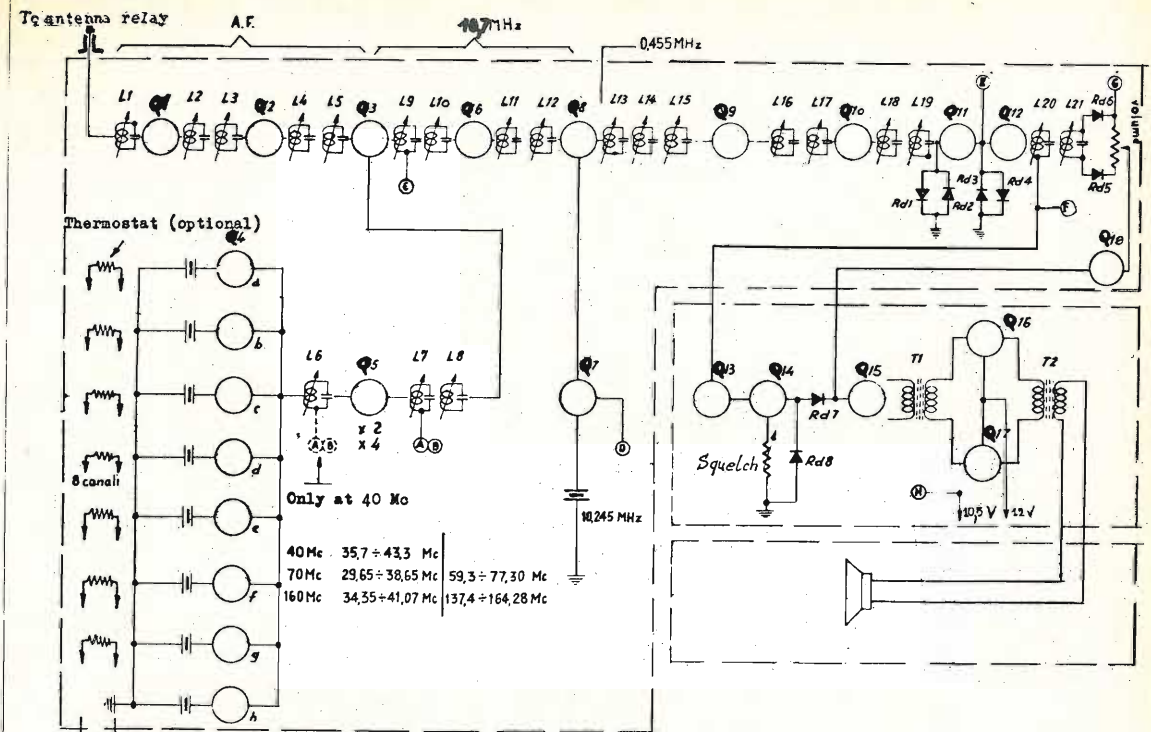 To antenna relay
A.F.
10,7 MHz
0,455 MHz
L1 Q1 L2 L3 Q2 L4 L5 Q3 L9 L10 Q6 L11 L12 Q8 L13 L14 L15 Q9 L16 L17 Q10 L18 L19 Q11 Q12 L20 L21 Rd6 G
E
Rd1 Rd2 Rd3 Rd4 Rd5
F
Q18
Thermostat (optional)
Q4
d
b
c
d
8 canali
e
f
g
h
L6 Q5 L7 L8
x 2
x 4
A B
A B
Only at 40 Mc
40 Mc 35,7 ÷ 43,3 Mc
70 Mc 29,65 ÷ 38,65 Mc 59,3 ÷ 77,30 Mc
160 Mc 34,35 ÷ 41,07 Mc 137,4 ÷ 164,28 Mc
Q7
D
10,245 MHz
Q13 Q14 Rd7 Q15 T1 Q16 T2
Squelch
Rd8
Q17
H
10,5 V 12 V